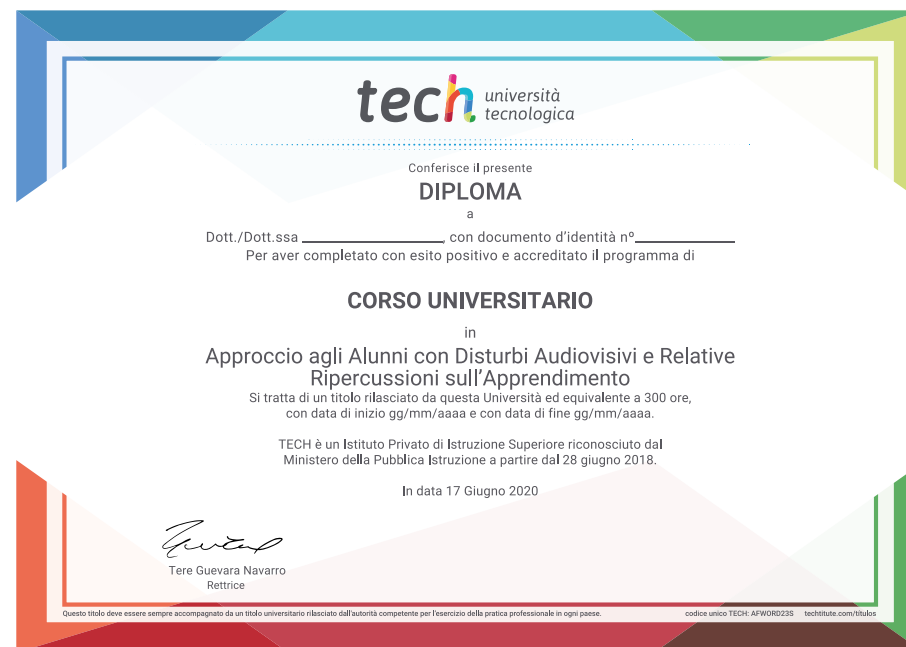 tech università
tecnologica
Conferisce il presente
DIPLOMA
a
Dott./Dott.ssa ____________________, con documento d'identità nº______________
Per aver completato con esito positivo e accreditato il programma di
CORSO UNIVERSITARIO
in
Approccio agli Alunni con Disturbi Audiovisivi e Relative
Ripercussioni sull'Apprendimento
Si tratta di un titolo rilasciato da questa Università ed equivalente a 300 ore,
con data di inizio gg/mm/aaaa e con data di fine gg/mm/aaaa.
TECH è un Istituto Privato di Istruzione Superiore riconosciuto dal
Ministero della Pubblica Istruzione a partire dal 28 giugno 2018.
In data 17 Giugno 2020
Tere Guevara Navarro
Rettrice
Questo titolo deve essere sempre accompagnato da un titolo universitario rilasciato dall'autorità competente per l'esercizio della pratica professionale in ogni paese. codice unico TECH: AFWORD23S techtitute.com/titulos